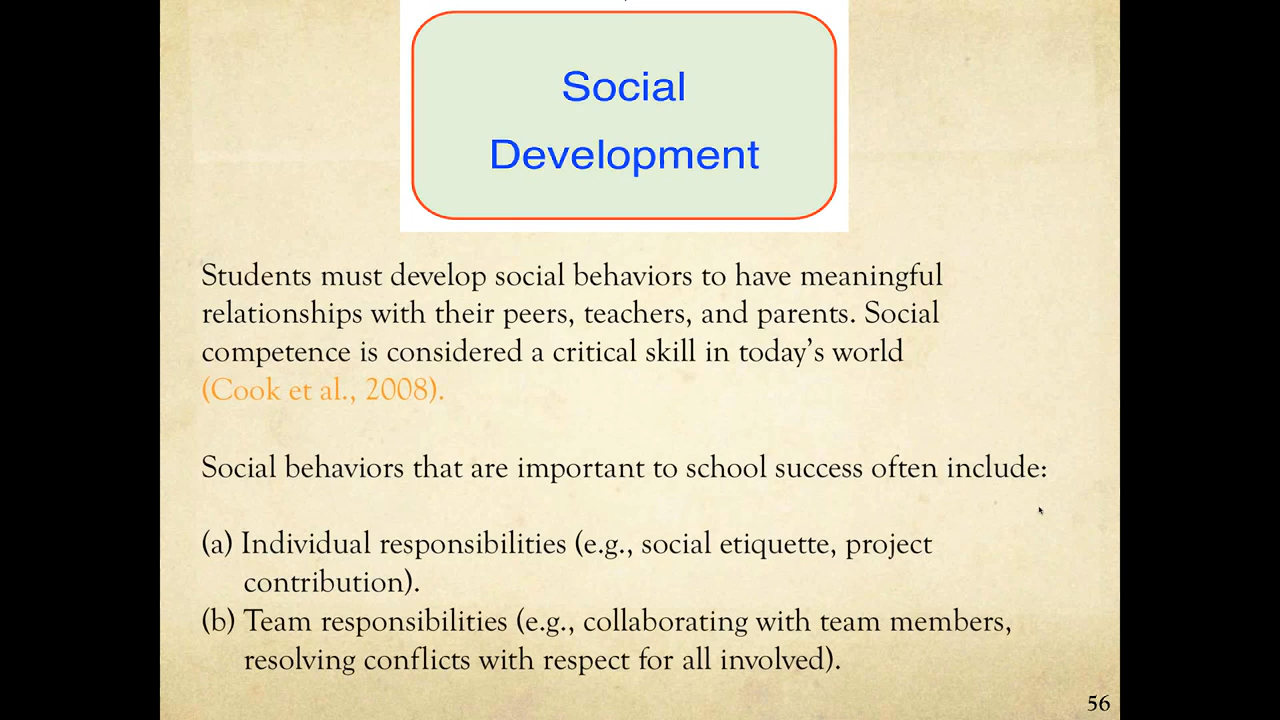 Social
Development
Students must develop social behaviors to have meaningful
relationships with their peers, teachers, and parents. Social
competence is considered a critical skill in today’s world
(Cook et al., 2008).
Social behaviors that are important to school success often include:
(a) Individual responsibilities (e.g., social etiquette, project
contribution).
(b) Team responsibilities (e.g., collaborating with team members,
resolving conflicts with respect for all involved).
56